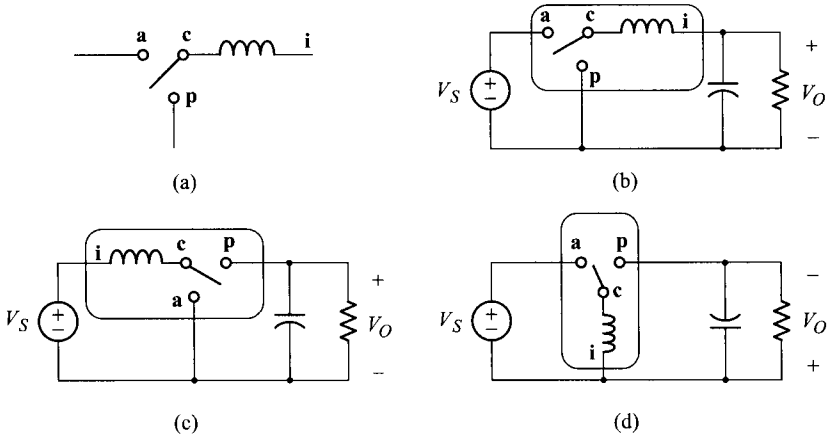 a c i
p
(a)
a c i
p
V_S + −
+
V_O
−
(b)
i c p
a
V_S + −
+
V_O
−
(c)
a p
c
i
V_S + −
−
V_O
+
(d)